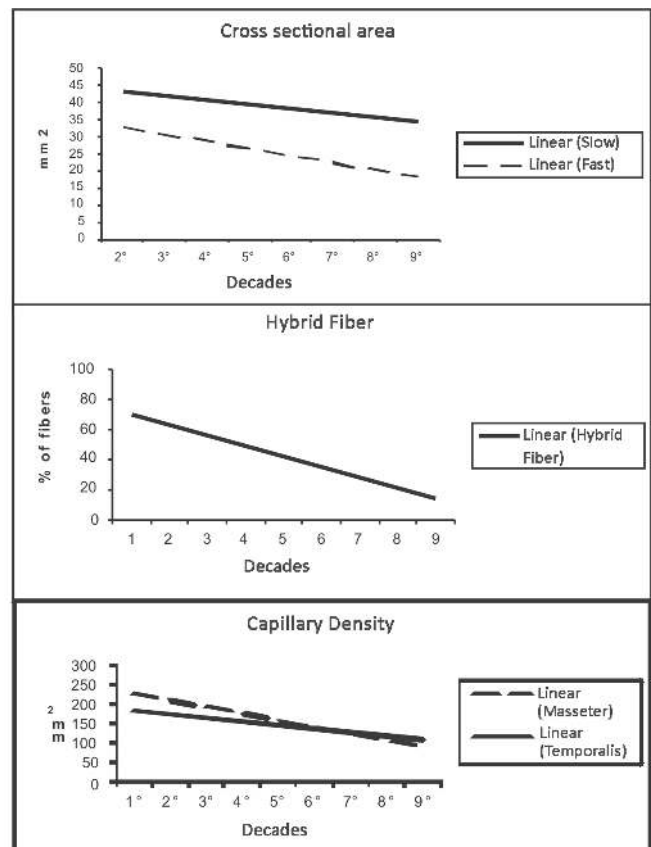 Cross sectional area
50
45
40
35
30
25
20
15
10
5
0
mm 2
2° 3° 4° 5° 6° 7° 8° 9°
Decades
Linear (Slow)
Linear (Fast)
Hybrid Fiber
100
80
60
40
20
0
% of fibers
1 2 3 4 5 6 7 8 9
Decades
Linear (Hybrid
Fiber)
Capillary Density
300
250
200
150
100
50
0
2
mm
1° 2° 3° 4° 5° 6° 7° 8° 9°
Decades
Linear
(Masseter)
Linear
(Temporalis)